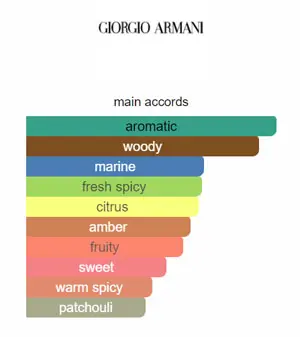 GIORGIO ARMANI
main accords
aromatic
woody
marine
fresh spicy
citrus
amber
fruity
sweet
warm spicy
patchouli